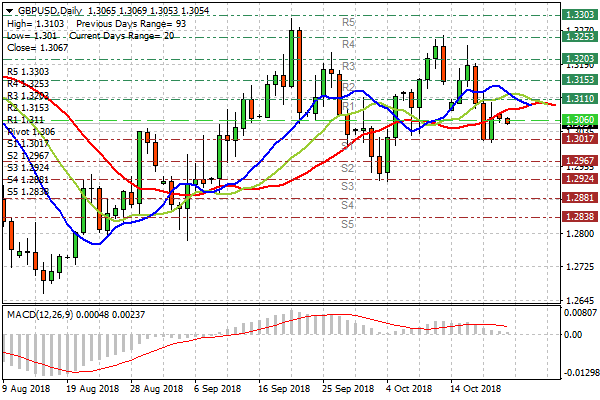 GBPUSD,Daily 1.3065 1.3069 1.3053 1.3054
High= 1.3103 Previous Days Range= 93
Low= 1.301 Current Days Range= 20
Close= 1.3067
R5 1.3303
R4 1.3253
R3 1.3203
R2 1.3153
R1 1.311
Pivot 1.306
S1 1.3017
S2 1.2967
S3 1.2924
S4 1.2881
S5 1.2838
R5
R4
R3
R2
R1
S2
S3
S4
S5
1.3303
1.3253
1.3190
1.3203
1.3153
1.3110
1.3060
1.3017
1.2967
1.2955
1.2924
1.2881
1.2838
1.2800
1.2725
1.2645
MACD(12,26,9) 0.00048 0.00237
0.00807
0.00
-0.01298
9 Aug 2018
19 Aug 2018
28 Aug 2018
6 Sep 2018
16 Sep 2018
25 Sep 2018
4 Oct 2018
14 Oct 2018